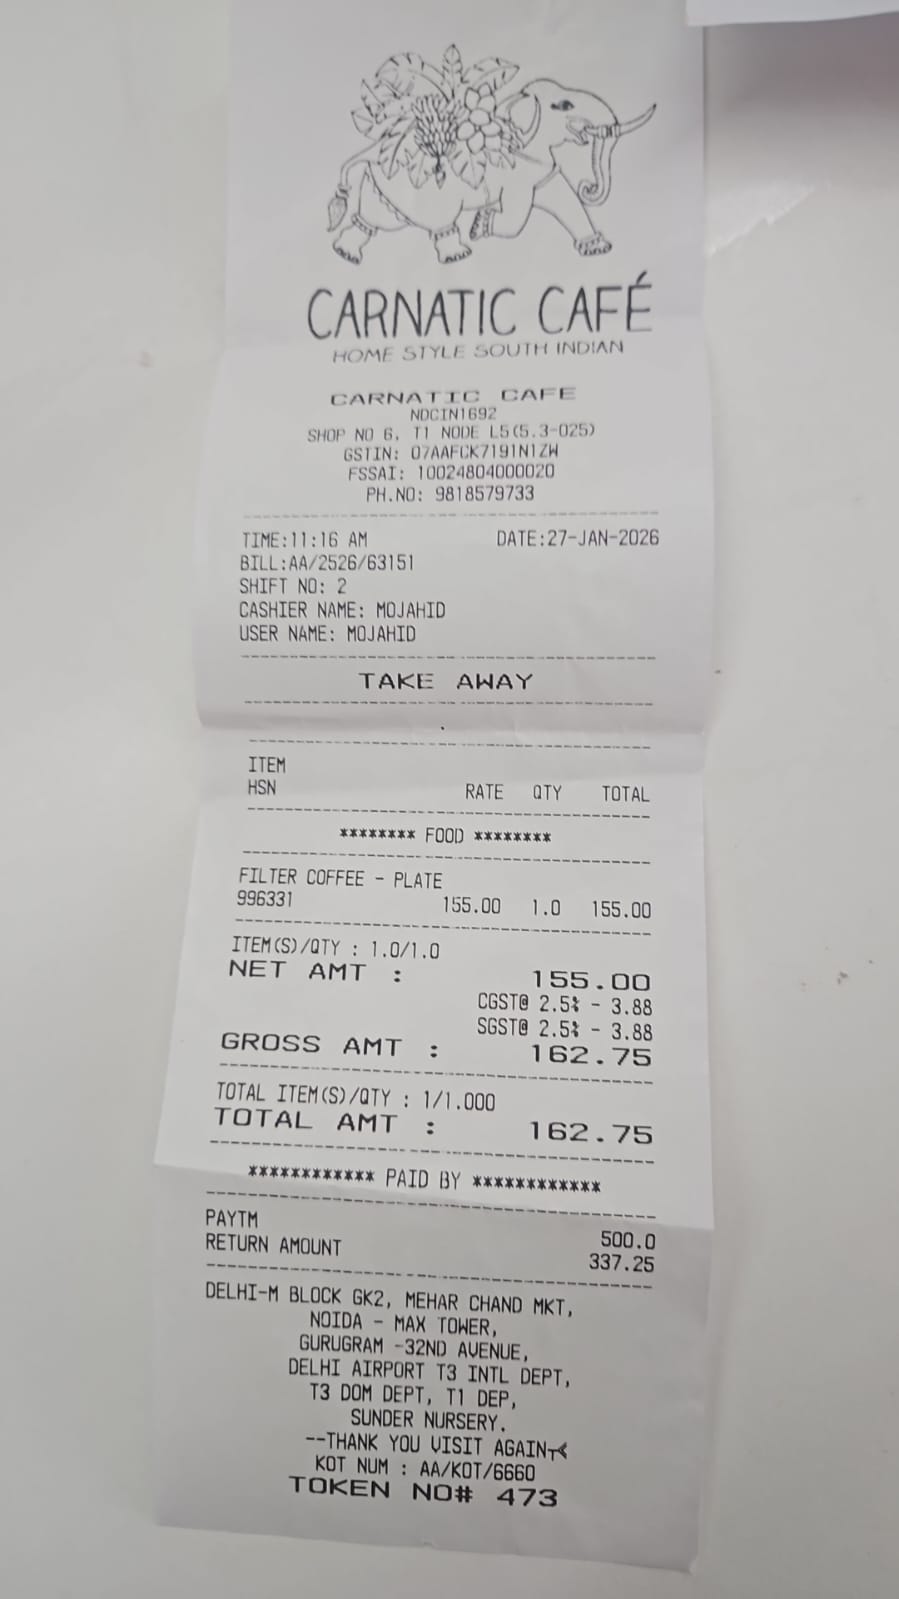 CARNATIC CAFÉ
HOME STYLE SOUTH INDIAN
CARNATIC CAFE
NDCIN1692
SHOP NO 6, T1 NODE L5(5.3-025)
GSTIN: 07AAFCK7191N1ZW
FSSAI: 10024804000020
PH.NO: 9818579733
TIME:11:16 AM DATE:27-JAN-2026
BILL:AA/2526/63151
SHIFT NO: 2
CASHIER NAME: MOJAHID
USER NAME: MOJAHID
TAKE AWAY
ITEM
HSN RATE QTY TOTAL
******** FOOD ********
FILTER COFFEE - PLATE
996331 155.00 1.0 155.00
ITEM(S)/QTY : 1.0/1.0
NET AMT : 155.00
CGST@ 2.5% - 3.88
SGST@ 2.5% - 3.88
GROSS AMT : 162.75
TOTAL ITEM(S)/QTY : 1/1.000
TOTAL AMT : 162.75
************ PAID BY ************
PAYTM 500.0
RETURN AMOUNT 337.25
DELHI-M BLOCK GK2, MEHAR CHAND MKT,
NOIDA - MAX TOWER,
GURUGRAM -32ND AVENUE,
DELHI AIRPORT T3 INTL DEPT,
T3 DOM DEPT, T1 DEP,
SUNDER NURSERY.
--THANK YOU VISIT AGAIN
KOT NUM : AA/KOT/6660
TOKEN NO# 473